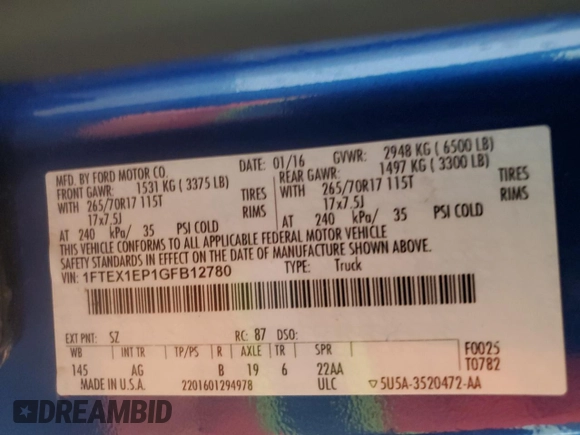 MFD. BY FORD MOTOR CO.
DATE: 01/16 GVWR: 2948 KG ( 6500 LB)
FRONT GAWR: 1531 KG ( 3375 LB) REAR GAWR: 1497 KG ( 3300 LB)
WITH 265/70R17 115T TIRES WITH 265/70R17 115T TIRES
17x7.5J RIMS 17x7.5J RIMS
AT 240 kPa/ 35 PSI COLD AT 240 kPa/ 35 PSI COLD
THIS VEHICLE CONFORMS TO ALL APPLICABLE FEDERAL MOTOR VEHICLE
SAFETY STANDARDS IN EFFECT ON THE DATE OF MANUFACTURE SHOWN ABOVE.
VIN: 1FTEX1EP1GFB12780 TYPE: Truck
EXT PNT: SZ RC: 87 DSO:
WB INT TR TP/PS R AXLE TR SPR F0025
145 AG B 19 6 22AA T0782
MADE IN U.S.A. 2201601294978 ULC ▽5U5A-3520472-AA
DREAMBID